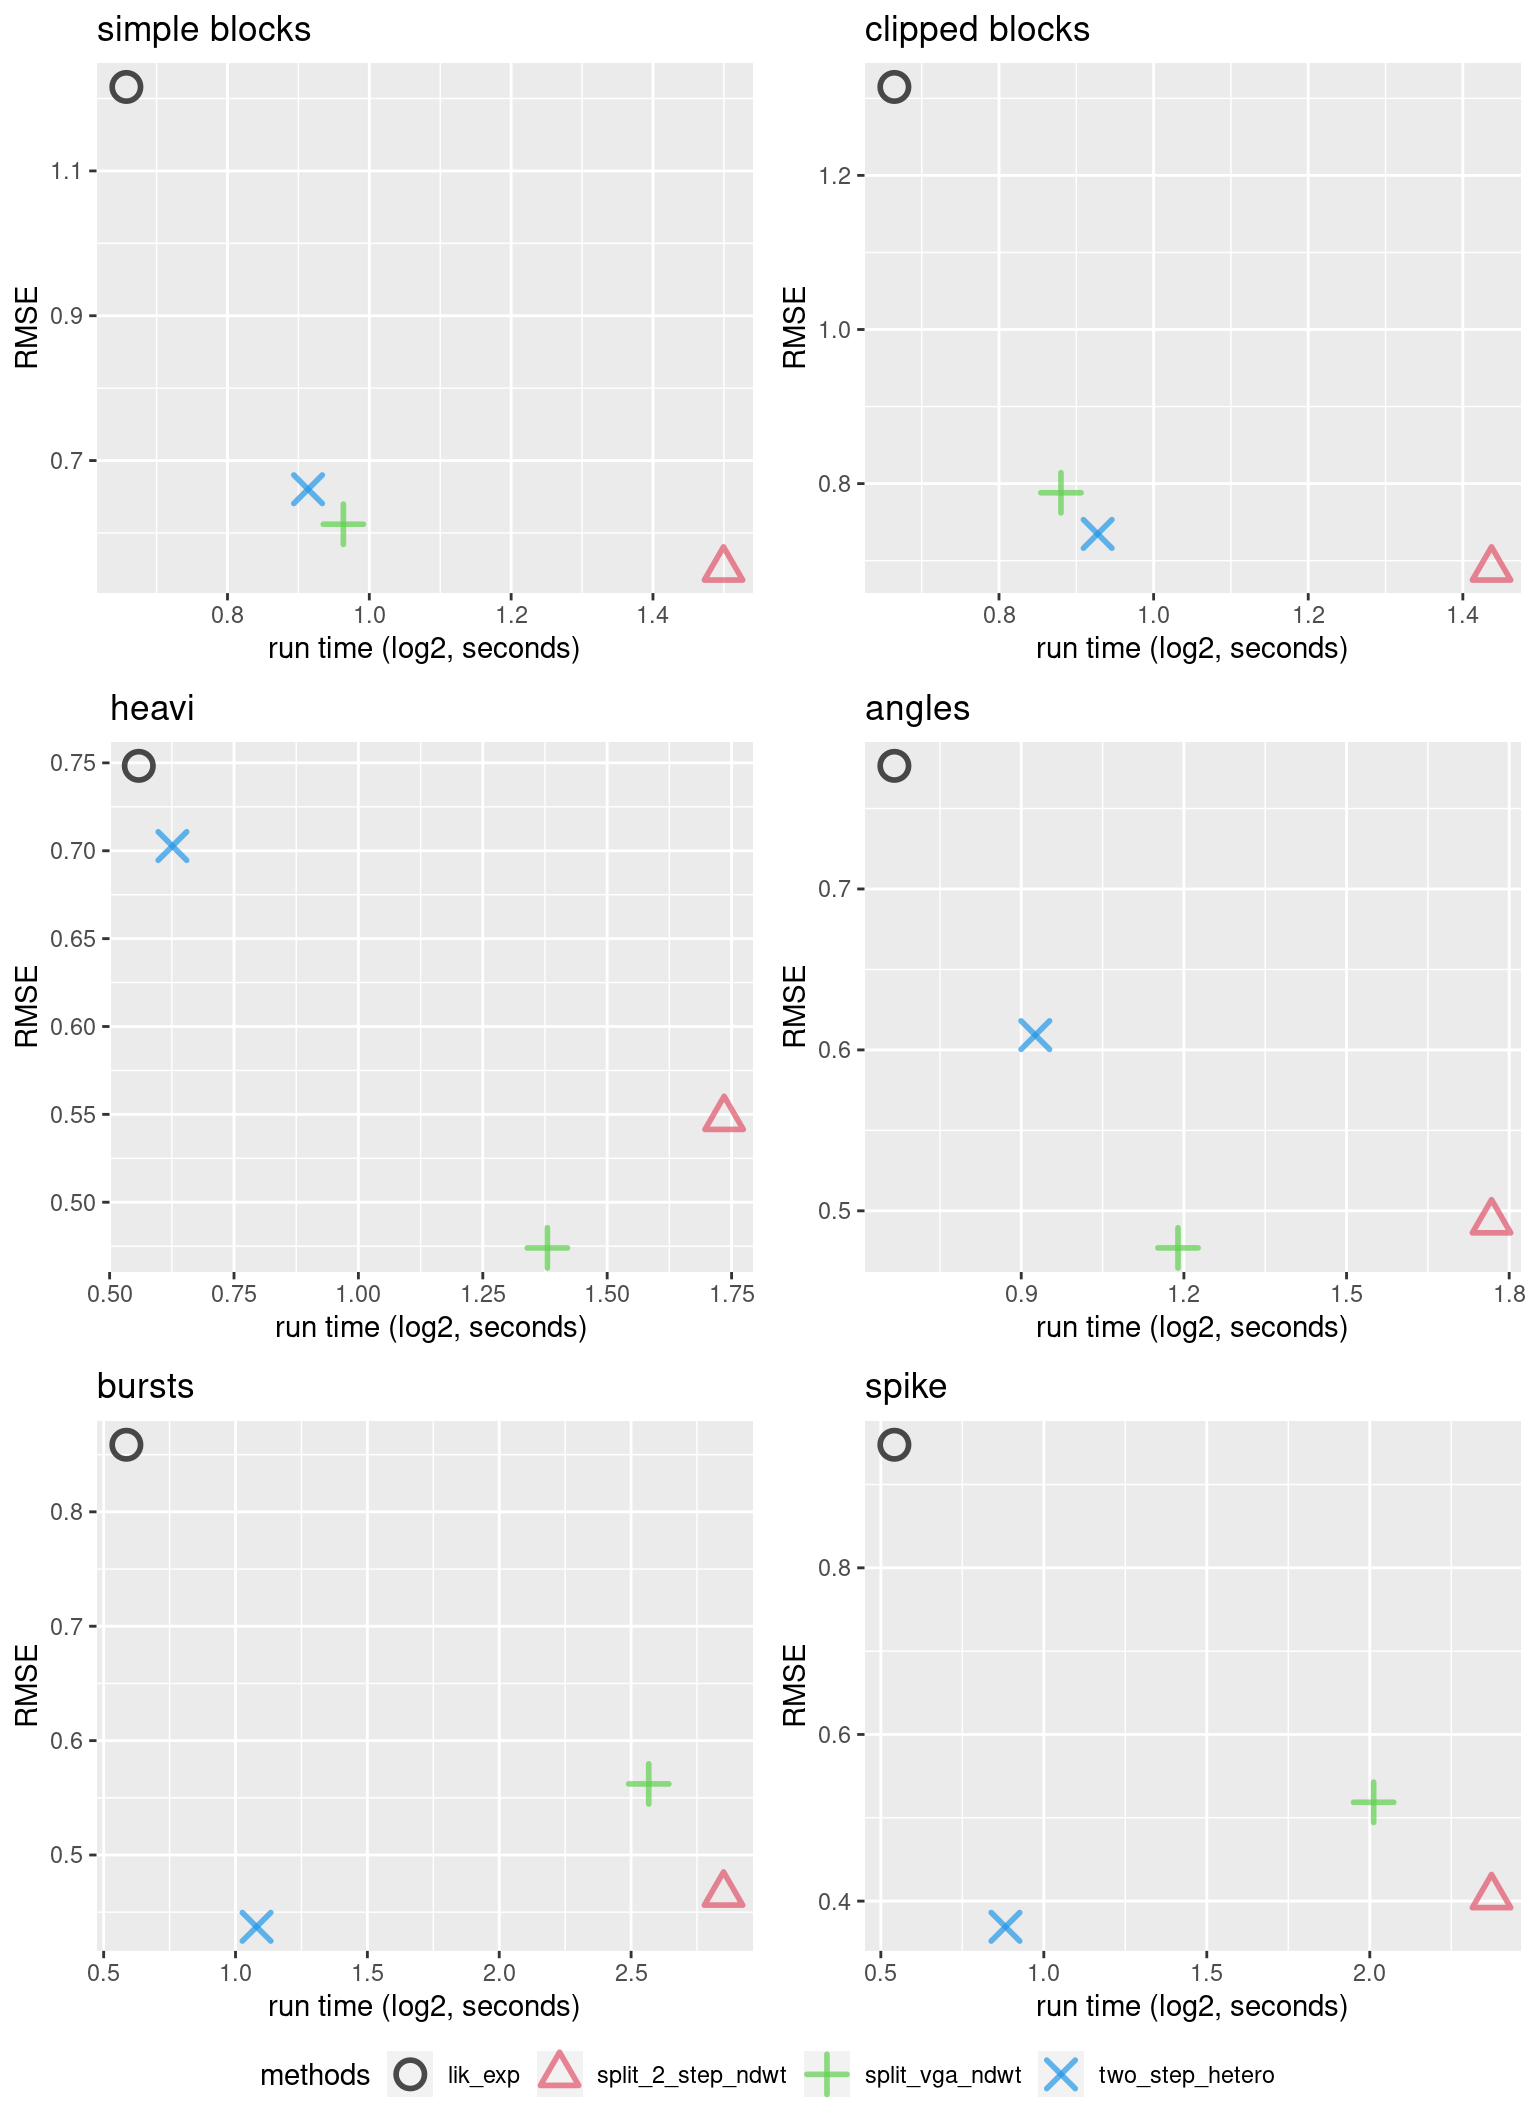 simple blocks
1.1
0.9
0.7
RMSE
0.8 1.0 1.2 1.4
run time (log2, seconds)
clipped blocks
1.2
1.0
0.8
RMSE
0.8 1.0 1.2 1.4
run time (log2, seconds)
heavi
0.75
0.70
0.65
0.60
0.55
0.50
RMSE
0.50 0.75 1.00 1.25 1.50 1.75
run time (log2, seconds)
angles
0.7
0.6
0.5
RMSE
0.9 1.2 1.5 1.8
run time (log2, seconds)
bursts
0.8
0.7
0.6
0.5
RMSE
0.5 1.0 1.5 2.0 2.5
run time (log2, seconds)
spike
0.8
0.6
0.4
RMSE
0.5 1.0 1.5 2.0
run time (log2, seconds)
methods lik_exp split_2_step_ndwt split_vga_ndwt two_step_hetero